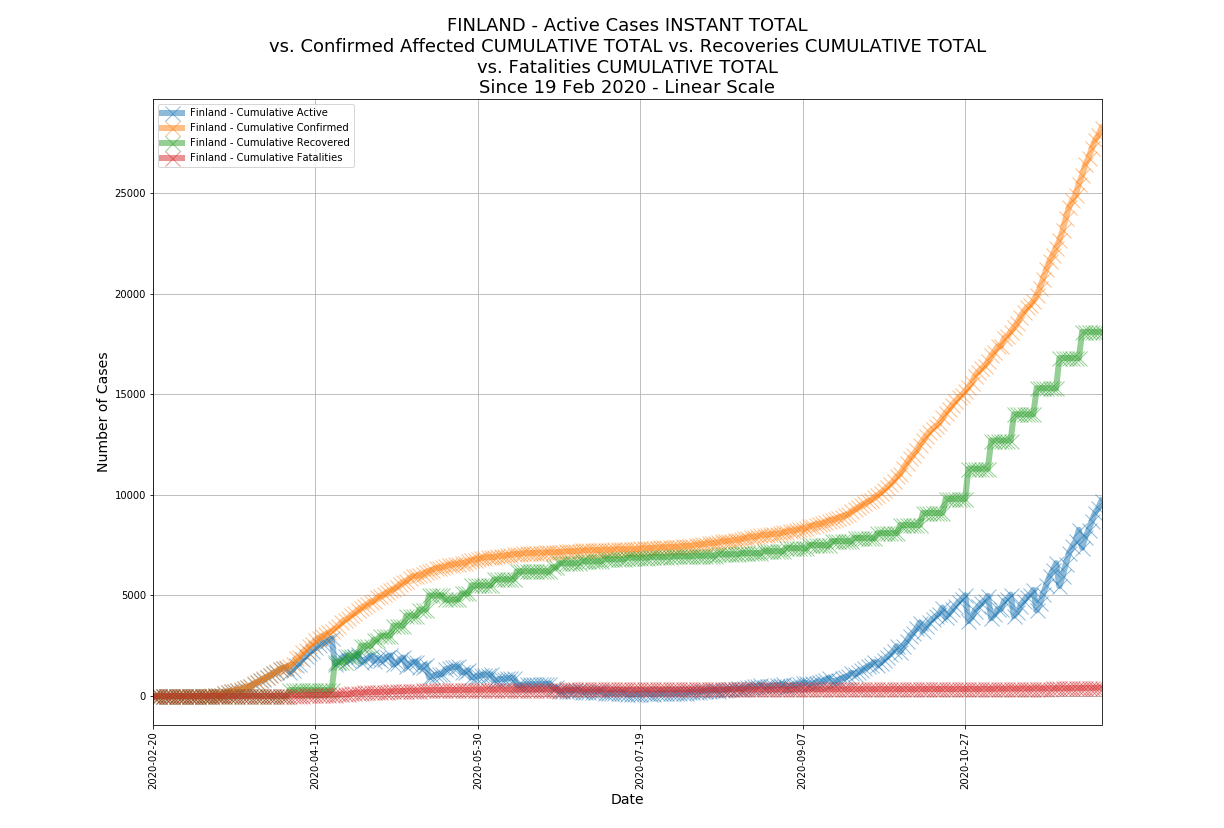 FINLAND - Active Cases INSTANT TOTAL
vs. Confirmed Affected CUMULATIVE TOTAL vs. Recoveries CUMULATIVE TOTAL
vs. Fatalities CUMULATIVE TOTAL
Since 19 Feb 2020 - Linear Scale
Finland - Cumulative Active
Finland - Cumulative Confirmed
Finland - Cumulative Recovered
Finland - Cumulative Fatalities
Number of Cases
25000
20000
15000
10000
5000
0
2020-02-20
2020-04-10
2020-05-30
2020-07-19
2020-09-07
2020-10-27
Date